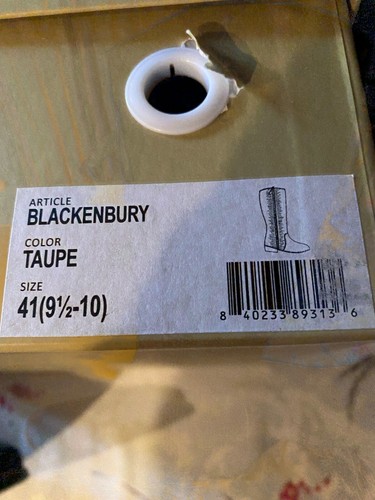 ARTICLE
BLACKENBURY
COLOR
TAUPE
SIZE
41(9½-10)
8 40233 89313 6